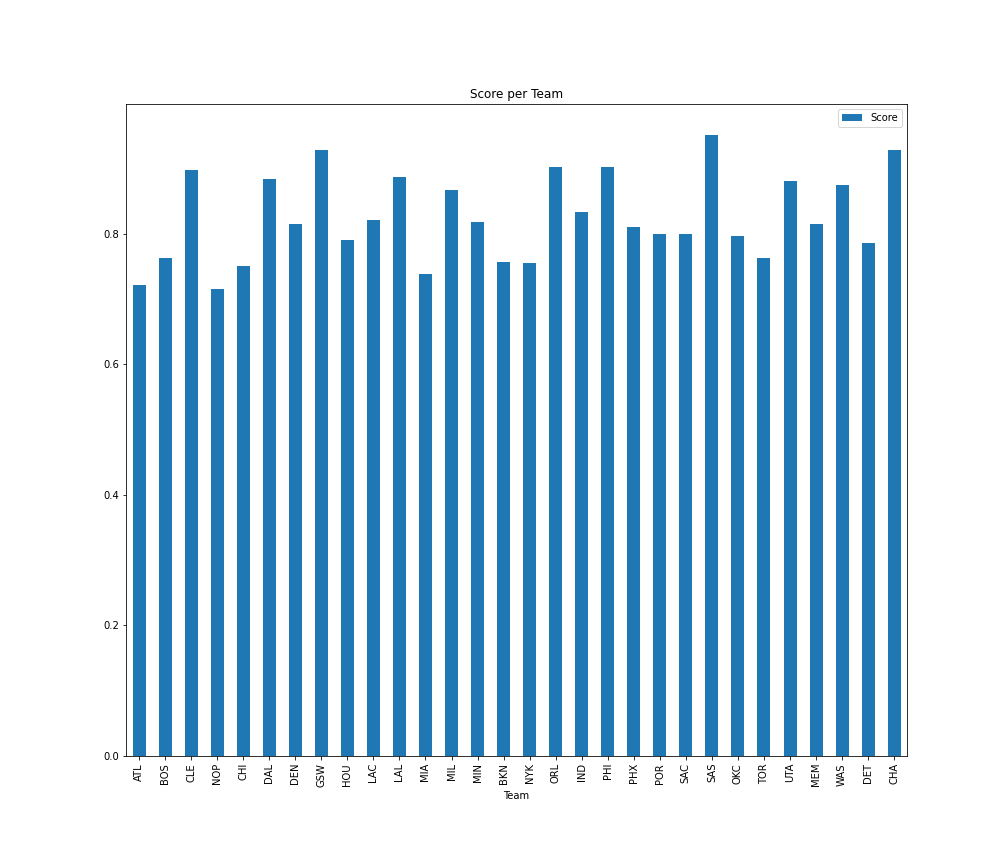 Score per Team
Score
0.8
0.6
0.4
0.2
0.0
ATL
BOS
CLE
NOP
CHI
DAL
DEN
GSW
HOU
LAC
LAL
MIA
MIL
MIN
BKN
NYK
ORL
IND
PHI
PHX
POR
SAC
SAS
OKC
TOR
UTA
MEM
WAS
DET
CHA
Team